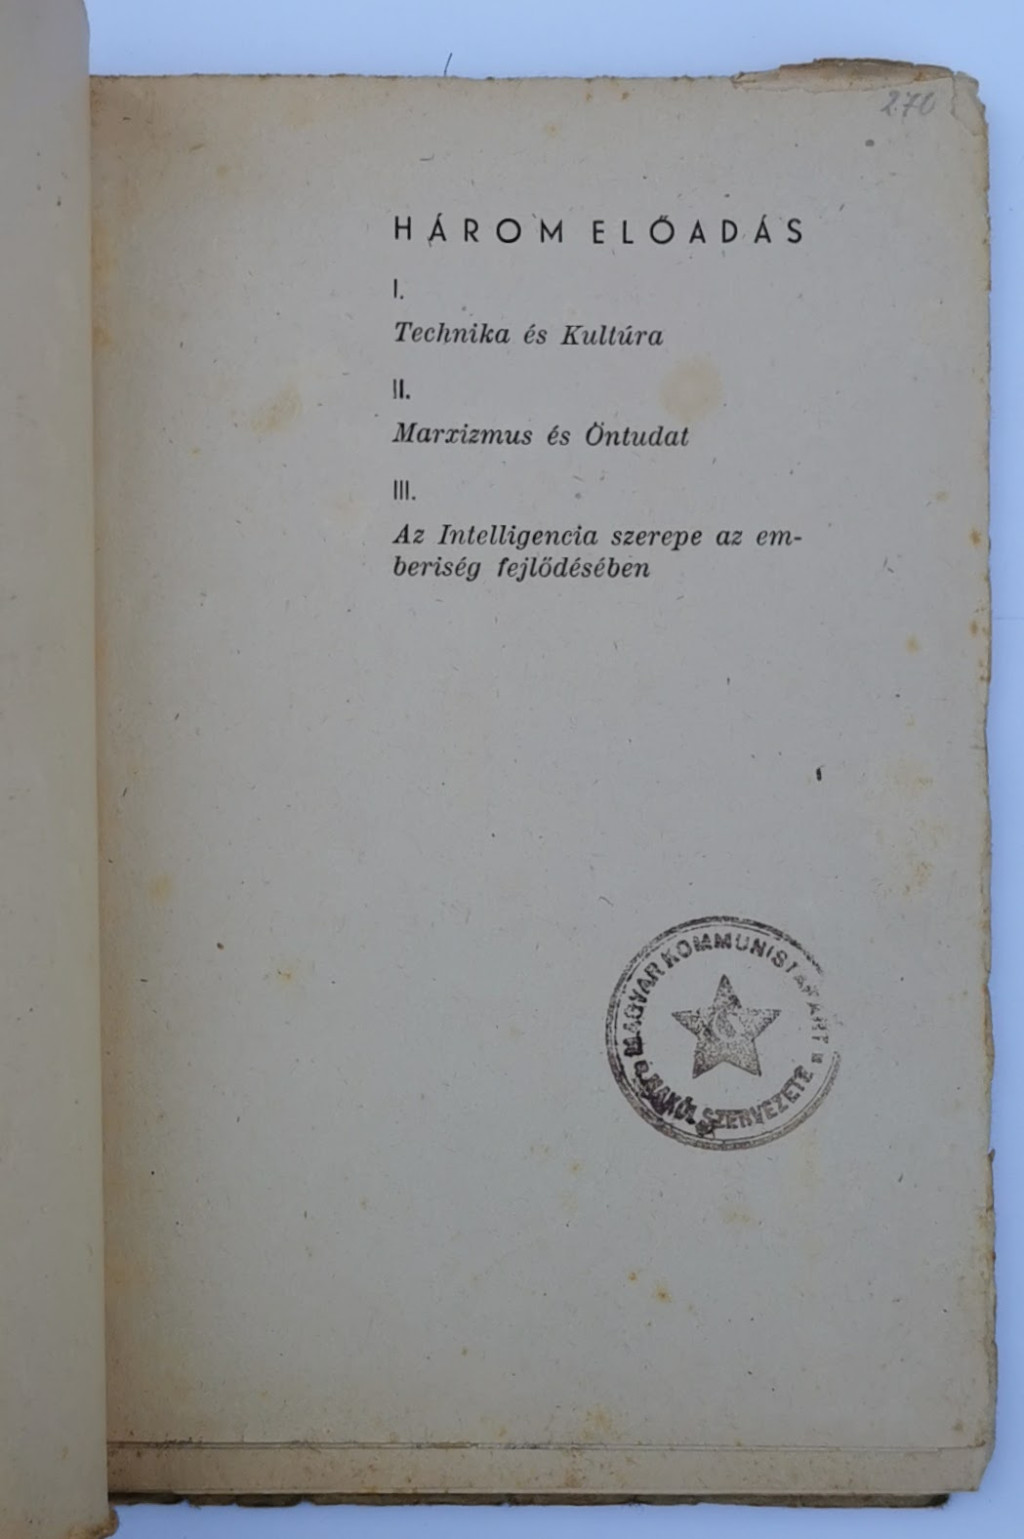 270
HÁROM ELŐADÁS
I.
Technika és Kultúra
II.
Marxizmus és Öntudat
III.
Az Intelligencia szerepe az em-
beriség fejlődésében
MAGYAR KOMMUNISTA PÁRT
SZERVEZETE